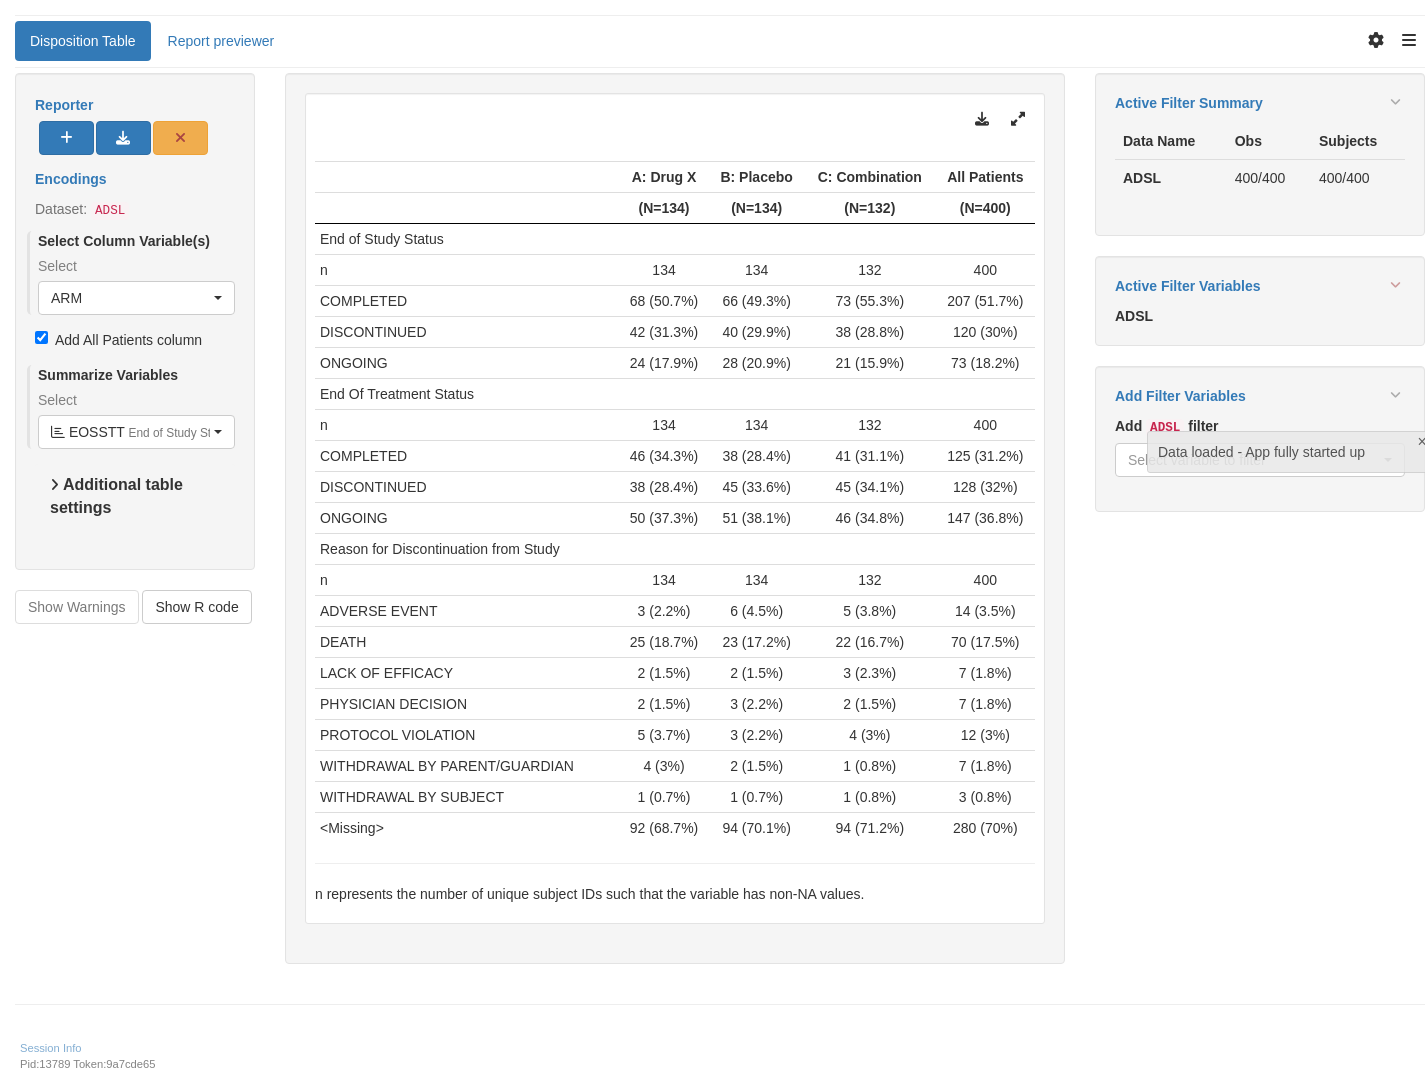 Disposition Table Report previewer
Reporter
Encodings
Dataset: ADSL
Select Column Variable(s)
Select
ARM
Add All Patients column
Summarize Variables
Select
EOSSTT End of Study St
Additional table
settings
Show Warnings Show R code
A: Drug X B: Placebo C: Combination All Patients
(N=134) (N=134) (N=132) (N=400)
End of Study Status
n 134 134 132 400
COMPLETED 68 (50.7%) 66 (49.3%) 73 (55.3%) 207 (51.7%)
DISCONTINUED 42 (31.3%) 40 (29.9%) 38 (28.8%) 120 (30%)
ONGOING 24 (17.9%) 28 (20.9%) 21 (15.9%) 73 (18.2%)
End Of Treatment Status
n 134 134 132 400
COMPLETED 46 (34.3%) 38 (28.4%) 41 (31.1%) 125 (31.2%)
DISCONTINUED 38 (28.4%) 45 (33.6%) 45 (34.1%) 128 (32%)
ONGOING 50 (37.3%) 51 (38.1%) 46 (34.8%) 147 (36.8%)
Reason for Discontinuation from Study
n 134 134 132 400
ADVERSE EVENT 3 (2.2%) 6 (4.5%) 5 (3.8%) 14 (3.5%)
DEATH 25 (18.7%) 23 (17.2%) 22 (16.7%) 70 (17.5%)
LACK OF EFFICACY 2 (1.5%) 2 (1.5%) 3 (2.3%) 7 (1.8%)
PHYSICIAN DECISION 2 (1.5%) 3 (2.2%) 2 (1.5%) 7 (1.8%)
PROTOCOL VIOLATION 5 (3.7%) 3 (2.2%) 4 (3%) 12 (3%)
WITHDRAWAL BY PARENT/GUARDIAN 4 (3%) 2 (1.5%) 1 (0.8%) 7 (1.8%)
WITHDRAWAL BY SUBJECT 1 (0.7%) 1 (0.7%) 1 (0.8%) 3 (0.8%)
<Missing> 92 (68.7%) 94 (70.1%) 94 (71.2%) 280 (70%)
n represents the number of unique subject IDs such that the variable has non-NA values.
Active Filter Summary
Data Name Obs Subjects
ADSL 400/400 400/400
Active Filter Variables
ADSL
Add Filter Variables
Add ADSL filter
Data loaded - App fully started up
Select variable to filter
Session Info
Pid:13789 Token:9a7cde65